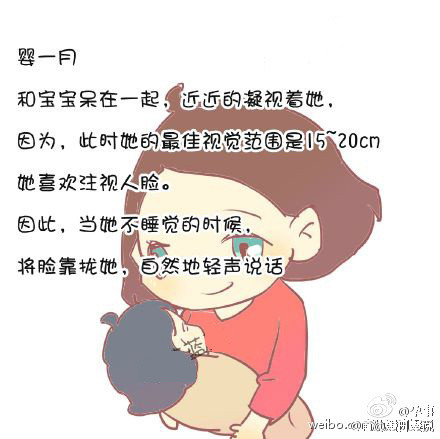 婴一月
和宝宝呆在一起，近近的凝视着她，
因为，此时她的最佳视觉范围是15~20cm
她喜欢注视人脸。
因此，当她不睡觉的时候，
将脸靠拢她，自然地轻声说话
蓝